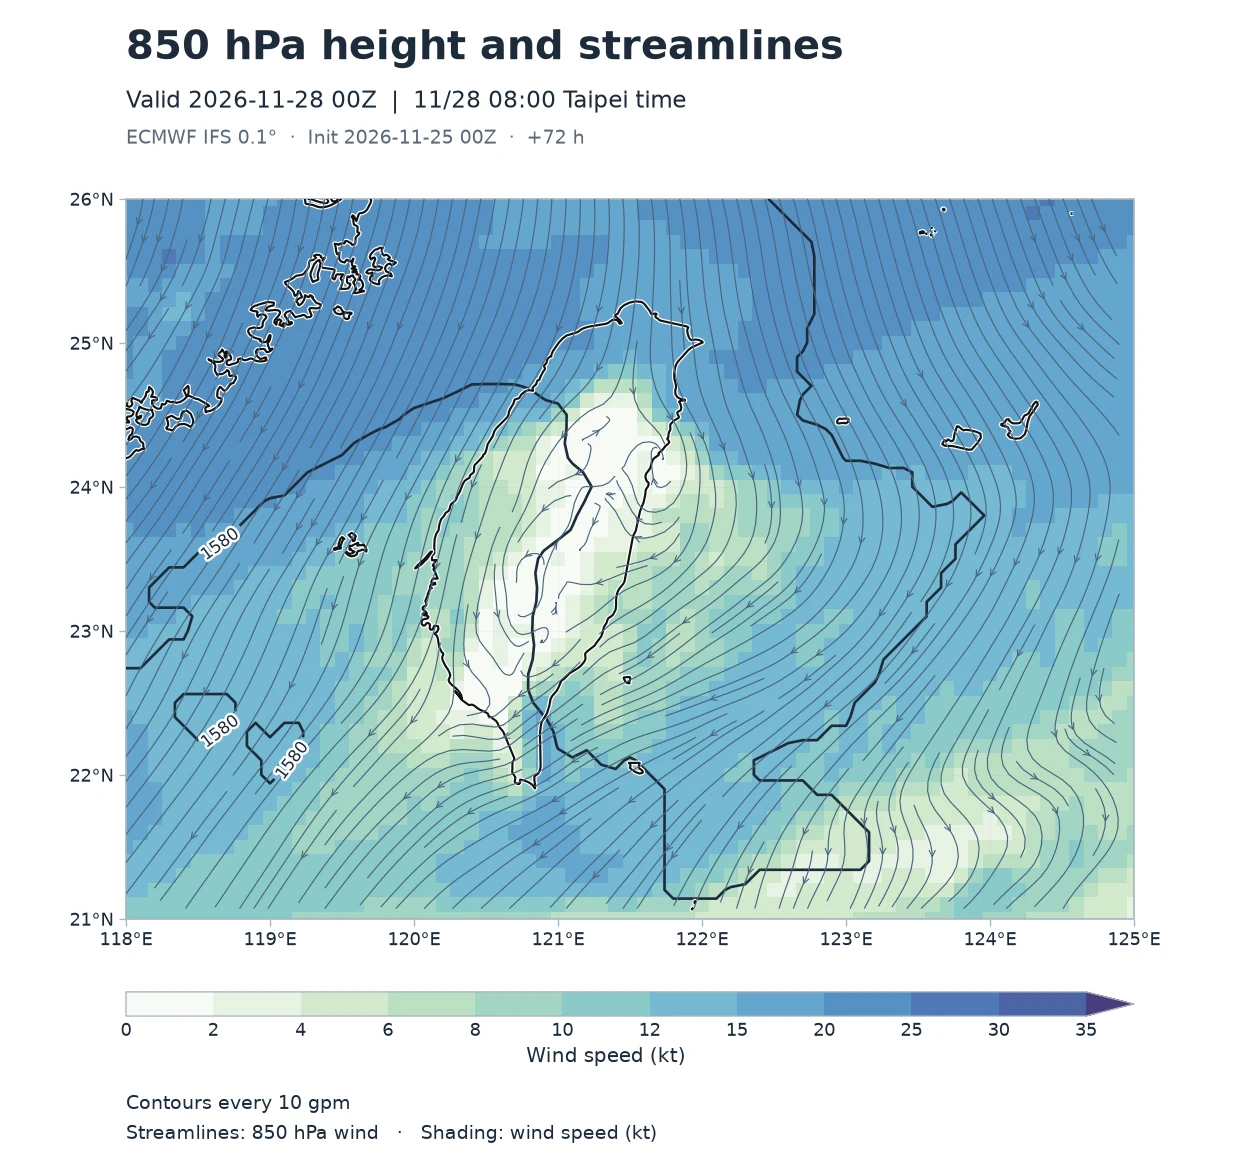 850 hPa height and streamlines
Valid 2026-11-28 00Z | 11/28 08:00 Taipei time
ECMWF IFS 0.1° · Init 2026-11-25 00Z · +72 h
26°N
25°N
24°N
1580
23°N
1580
1580
22°N
21°N
118°E 119°E 120°E 121°E 122°E 123°E 124°E 125°E
0 2 4 6 8 10 12 15 20 25 30 35
Wind speed (kt)
Contours every 10 gpm
Streamlines: 850 hPa wind · Shading: wind speed (kt)